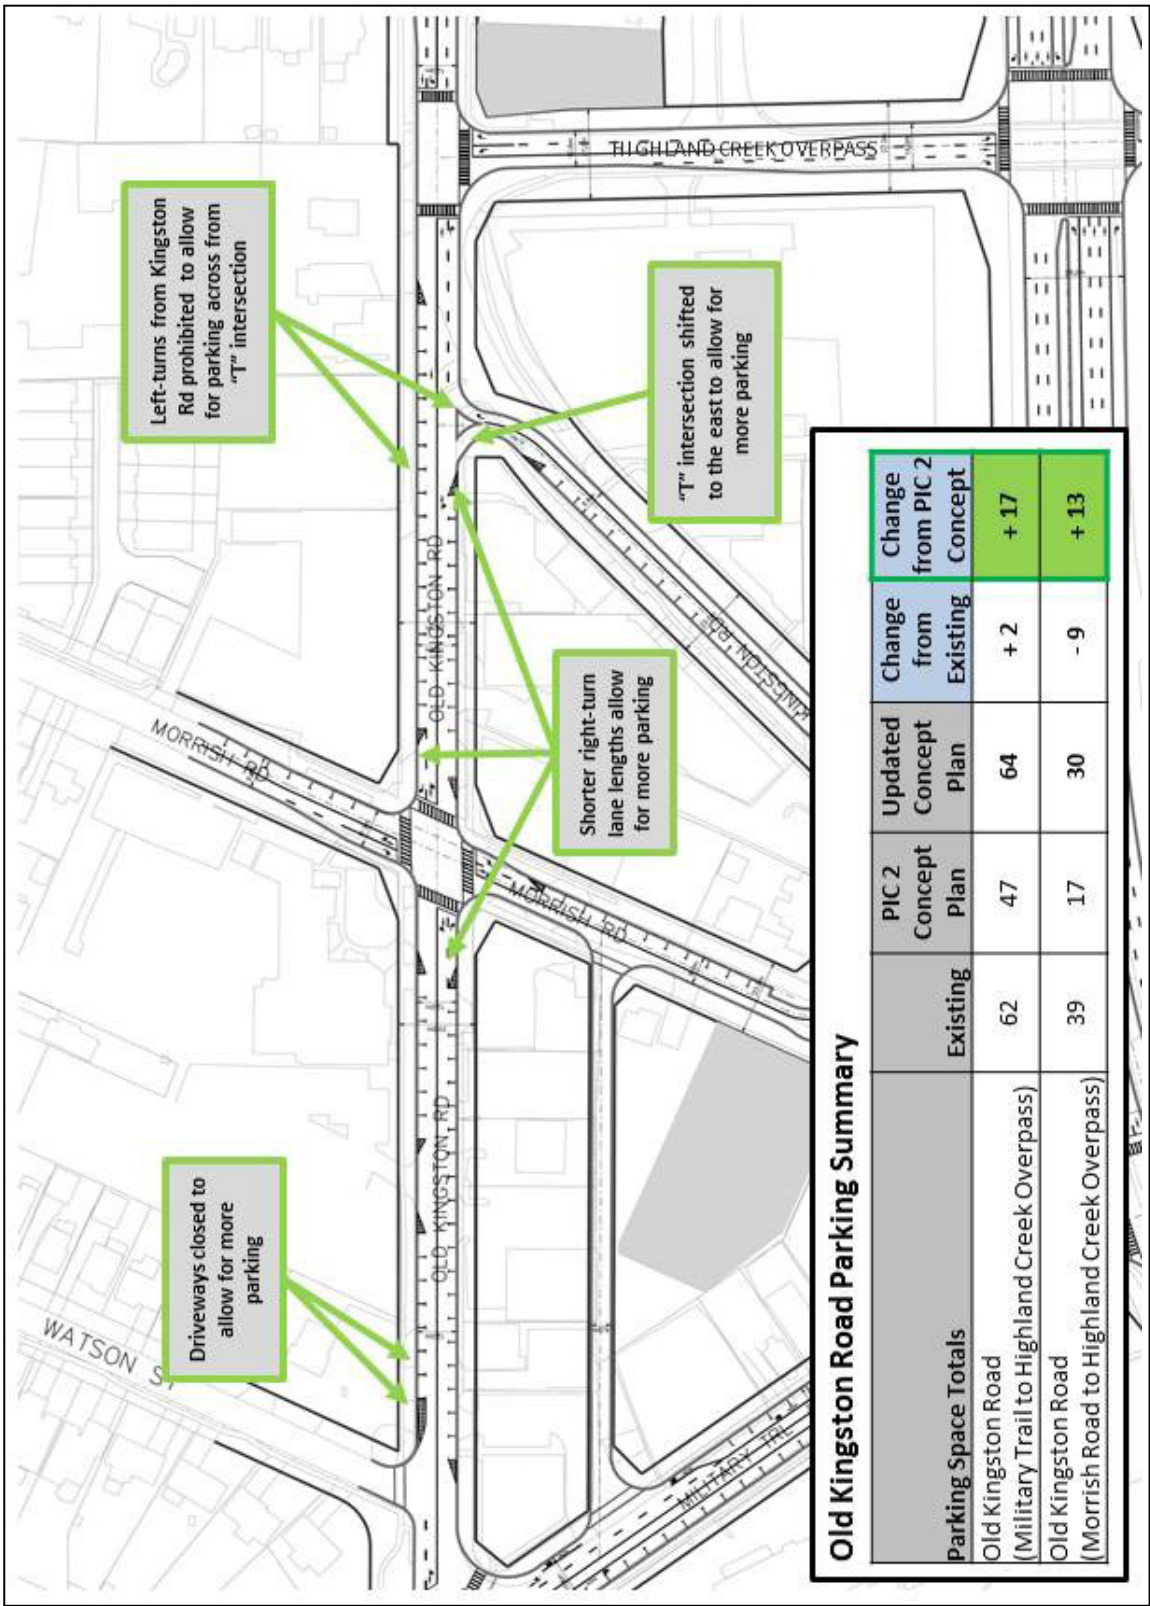 Driveways closed to
allow for more
parking
Left-turns from Kingston
Rd prohibited to allow
for parking across from
“T” intersection
Shorter right-turn
lane lengths allow
for more parking
“T” intersection shifted
to the east to allow for
more parking
WATSON ST
MORRISH RD
OLD KINGSTON RD
OLD KINGSTON RD
MORRISH RD
KINGSTON RD
MILITARY TRL
HIGHLAND CREEK OVERPASS
Old Kingston Road Parking Summary
Parking Space Totals Existing PIC 2 Concept Plan Updated Concept Plan Change from Existing Change from PIC 2 Concept
Old Kingston Road
(Military Trail to Highland Creek Overpass) 62 47 64 + 2 + 17
Old Kingston Road
(Morrish Road to Highland Creek Overpass) 39 17 30 - 9 + 13